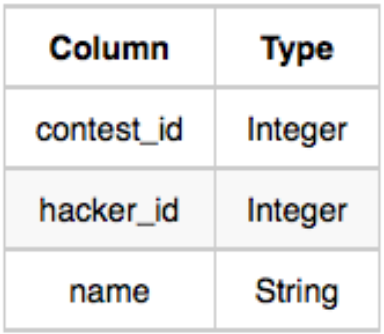 Column Type
contest_id Integer
hacker_id Integer
name String